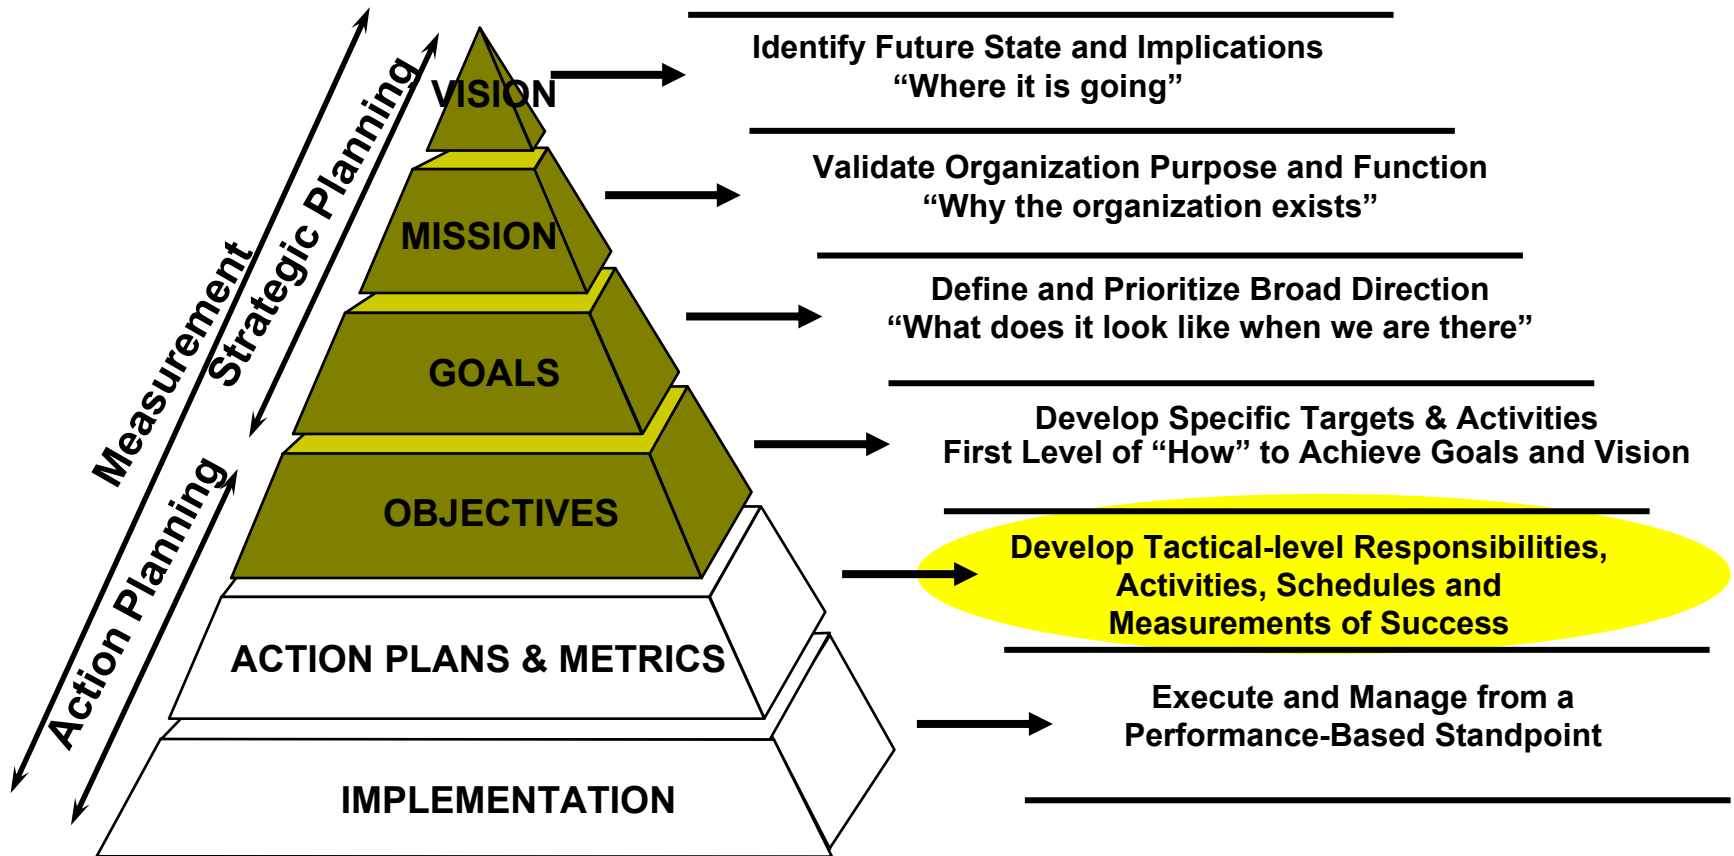 Measurement
Strategic Planning
Action Planning
VISION
Identify Future State and Implications
“Where it is going”
MISSION
Validate Organization Purpose and Function
“Why the organization exists”
GOALS
Define and Prioritize Broad Direction
“What does it look like when we are there”
OBJECTIVES
Develop Specific Targets & Activities
First Level of “How” to Achieve Goals and Vision
ACTION PLANS & METRICS
Develop Tactical-level Responsibilities,
Activities, Schedules and
Measurements of Success
IMPLEMENTATION
Execute and Manage from a
Performance-Based Standpoint